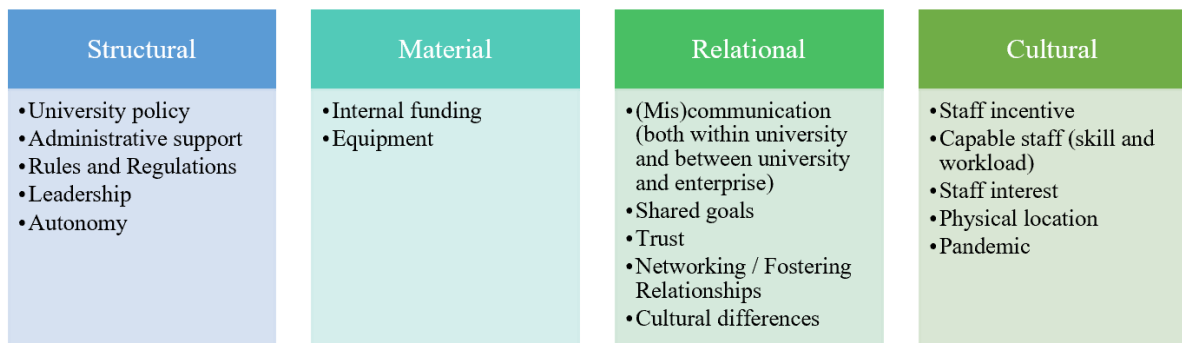 Structural
•University policy
•Administrative support
•Rules and Regulations
•Leadership
•Autonomy
Material
•Internal funding
•Equipment
Relational
•(Mis)communication
(both within university
and between university
and enterprise)
•Shared goals
•Trust
•Networking / Fostering
Relationships
•Cultural differences
Cultural
•Staff incentive
•Capable staff (skill and
workload)
•Staff interest
•Physical location
•Pandemic